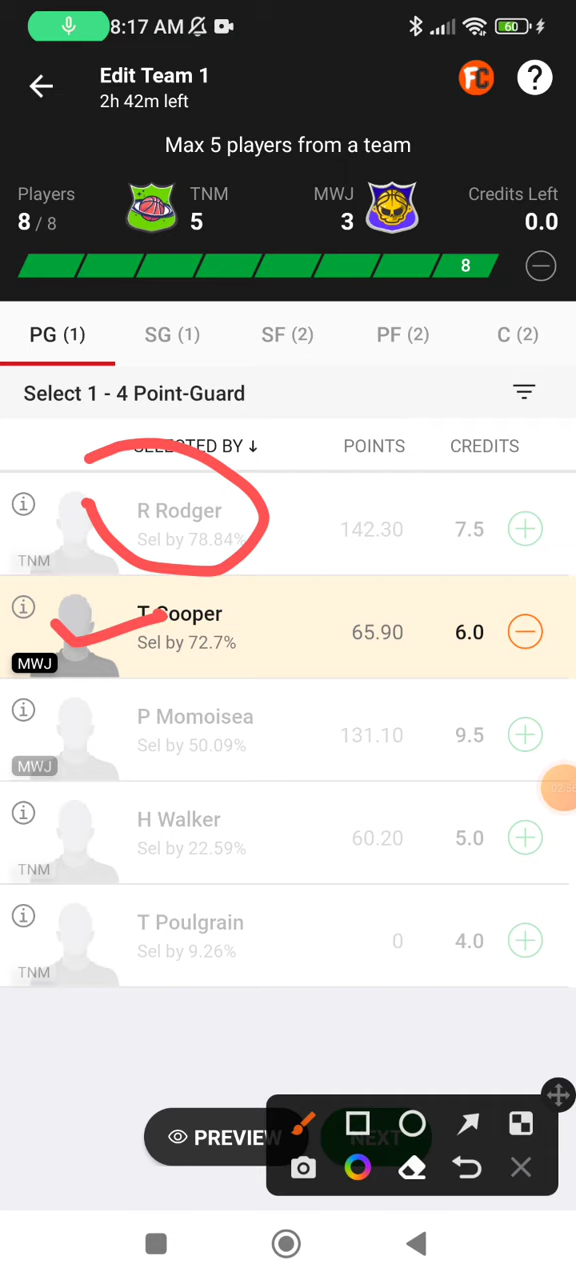 8:17 AM
60
Edit Team 1
2h 42m left
FC
?
Max 5 players from a team
Players
8 / 8
TNM
5
MWJ
3
Credits Left
0.0
8
PG (1)
SG (1)
SF (2)
PF (2)
C (2)
Select 1 - 4 Point-Guard
SELECTED BY ↓
POINTS
CREDITS
R Rodger
Sel by 78.84%
TNM
142.30
7.5
T Cooper
Sel by 72.7%
MWJ
65.90
6.0
P Momoisea
Sel by 50.09%
MWJ
131.10
9.5
H Walker
Sel by 22.59%
TNM
60.20
5.0
T Poulgrain
Sel by 9.26%
TNM
0
4.0
PREVIEW
NEXT